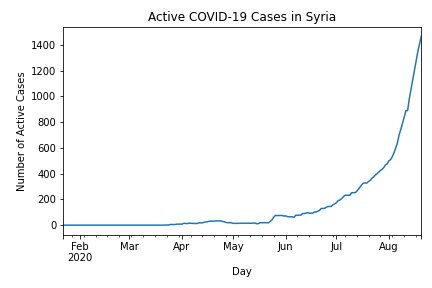 Active COVID-19 Cases in Syria
Number of Active Cases
1400
1200
1000
800
600
400
200
0
Feb Mar Apr May Jun Jul Aug
2020
Day